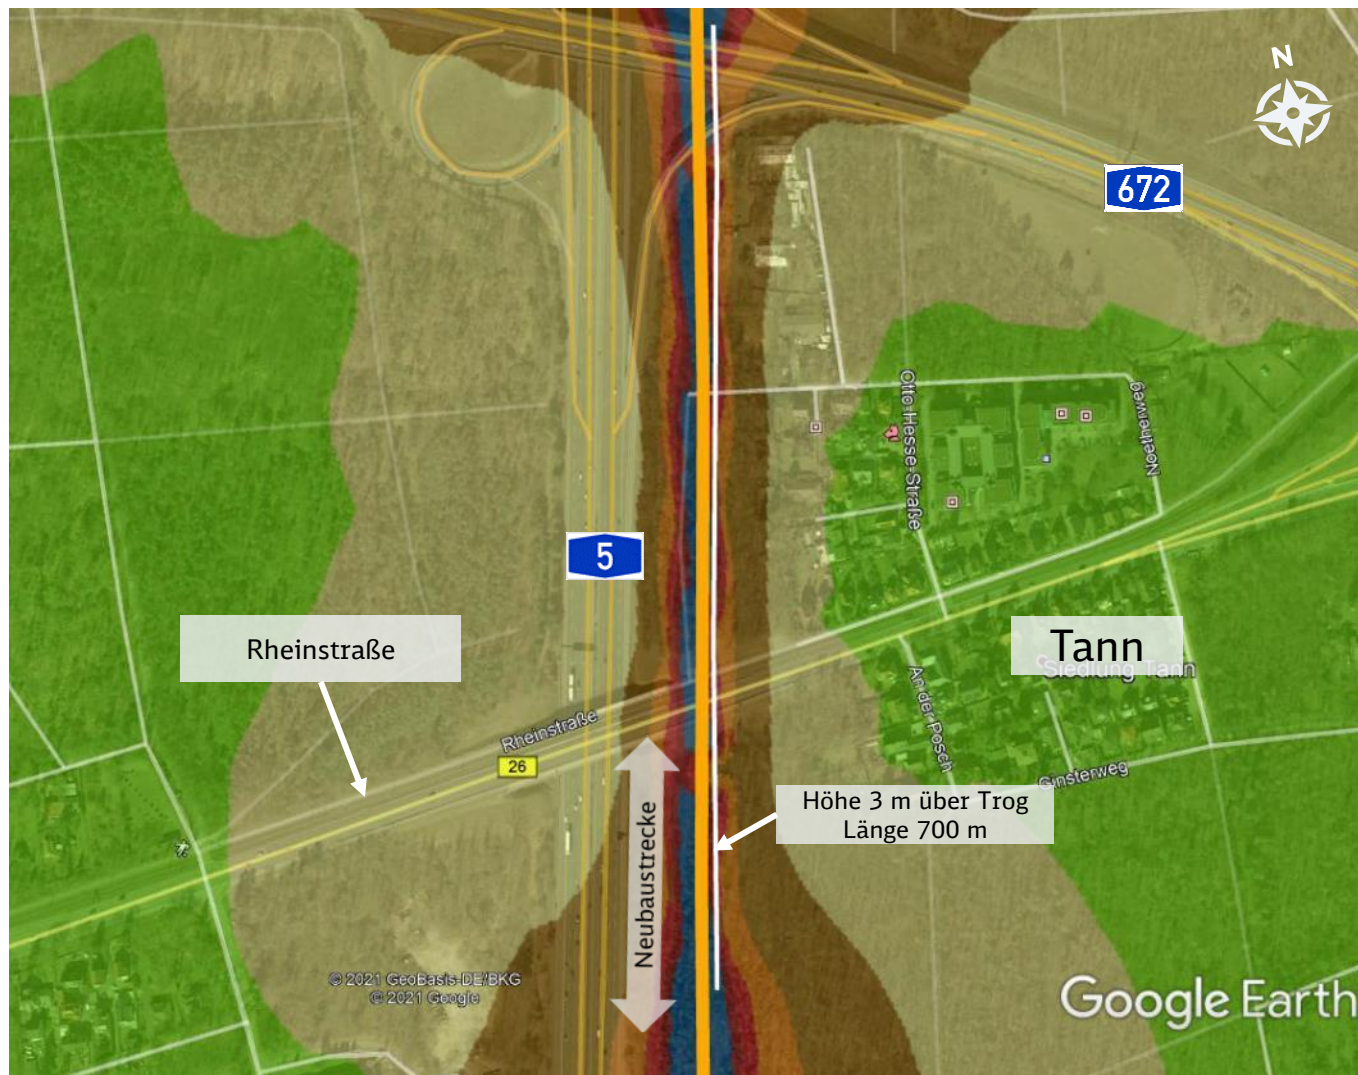 N
672
Otto-Hesse-Straße
Noetherweg
5
Rheinstraße
Tann
Siedlung Tann
An der Posch
Rheinstraße
26
Ginsterweg
Höhe 3 m über Trog
Länge 700 m
Neubaustrecke
© 2021 GeoBasis-DE/BKG
© 2021 Google
Google Earth